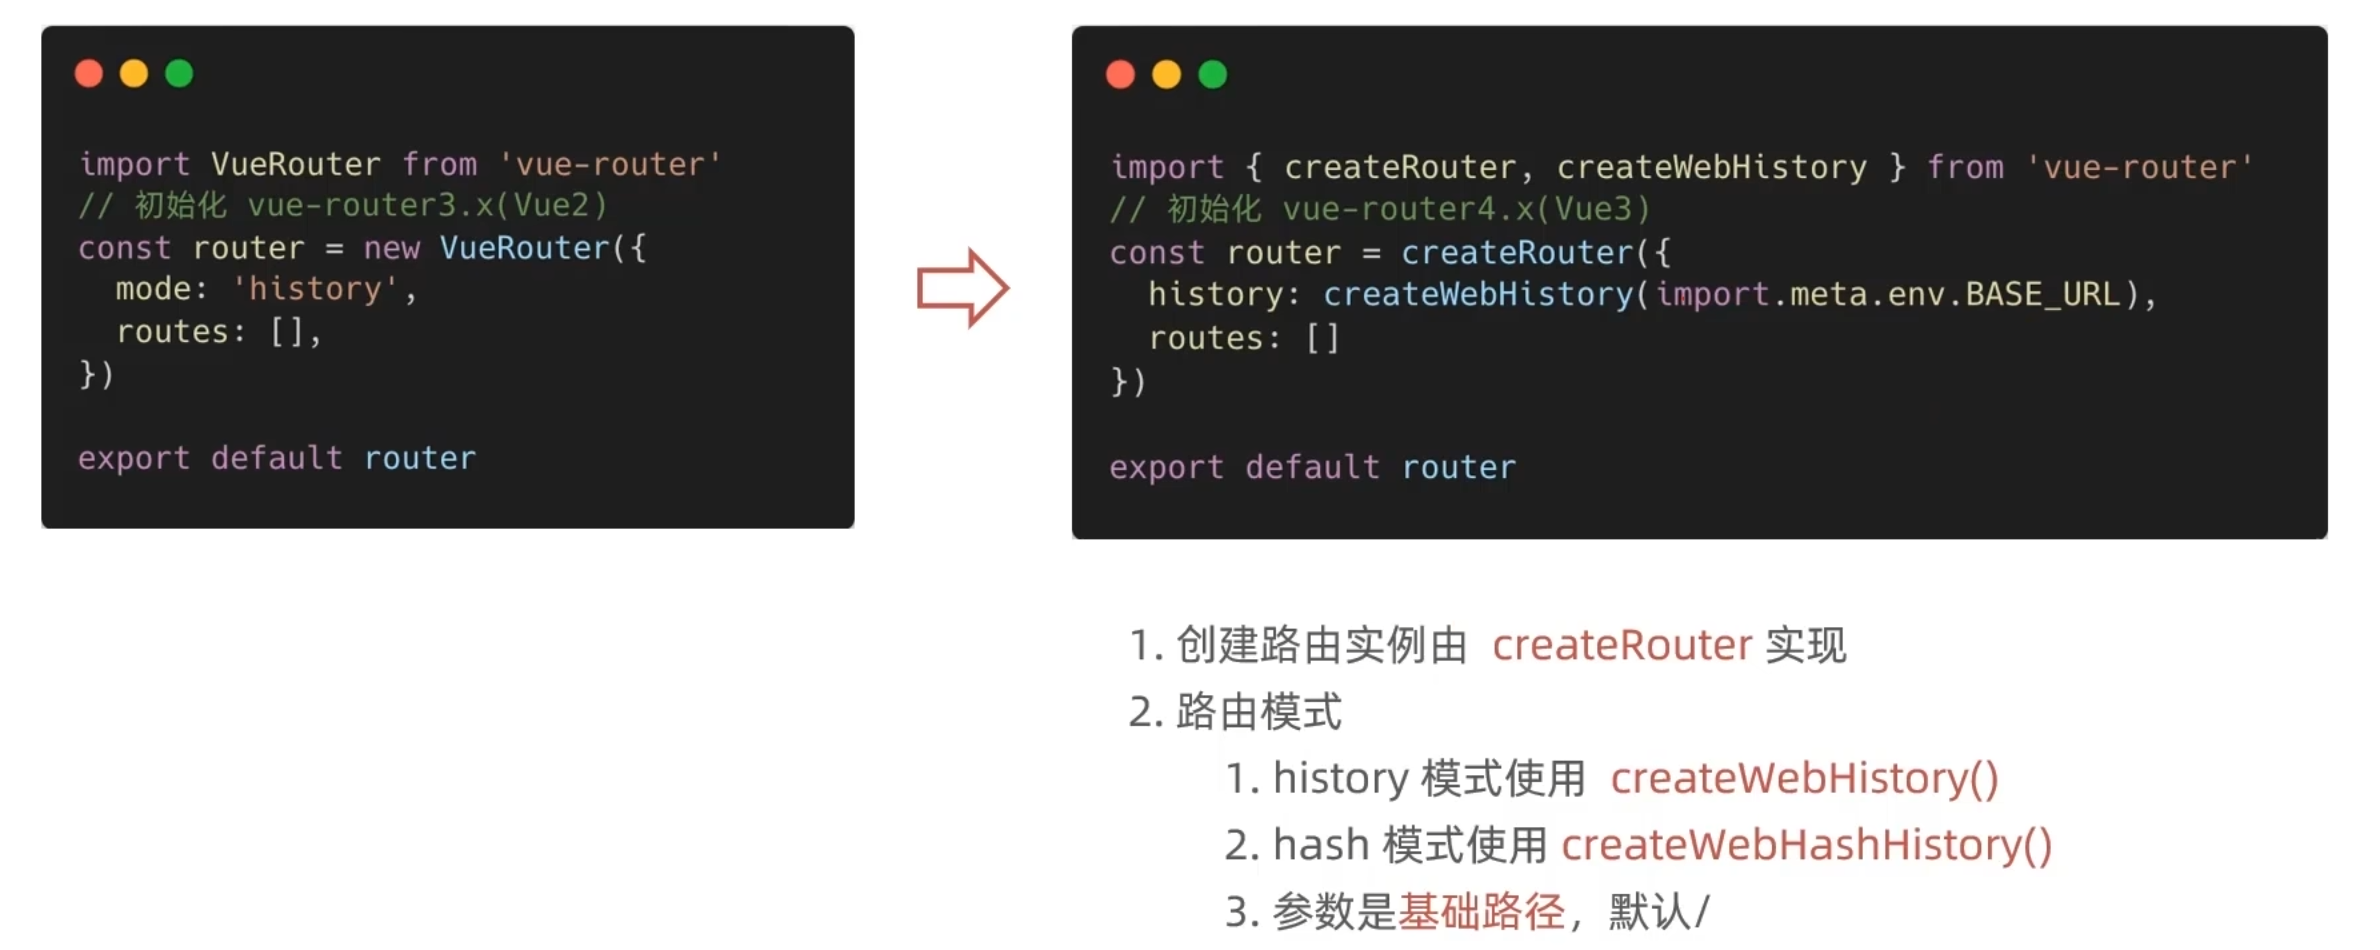 import VueRouter from 'vue-router'
// 初始化 vue-router3.x(Vue2)
const router = new VueRouter({
  mode: 'history',
  routes: [],
})

export default router
import { createRouter, createWebHistory } from 'vue-router'
// 初始化 vue-router4.x(Vue3)
const router = createRouter({
  history: createWebHistory(import.meta.env.BASE_URL),
  routes: []
})

export default router
1. 创建路由实例由 createRouter 实现
2. 路由模式
1. history 模式使用 createWebHistory()
2. hash 模式使用 createWebHashHistory()
3. 参数是基础路径，默认/